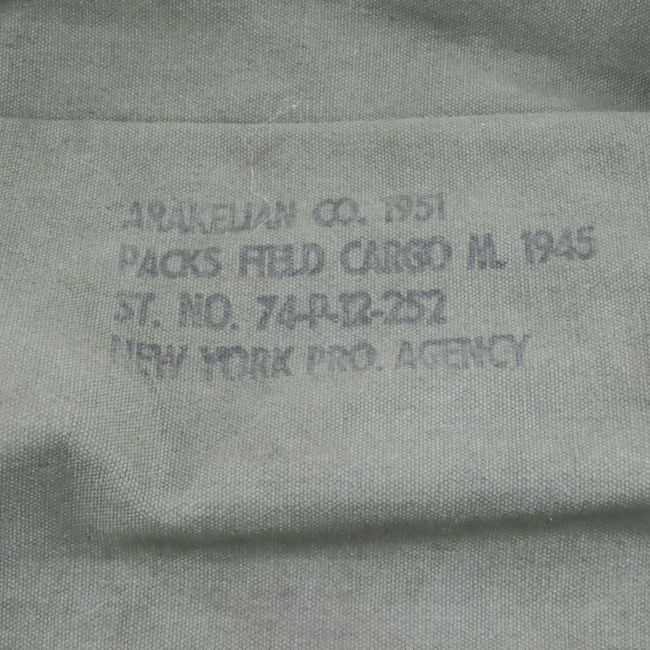 ARAKELIAN CO. 1951
PACKS FIELD CARGO M. 1945
ST. NO. 74-P-12-252
NEW YORK PRO. AGENCY